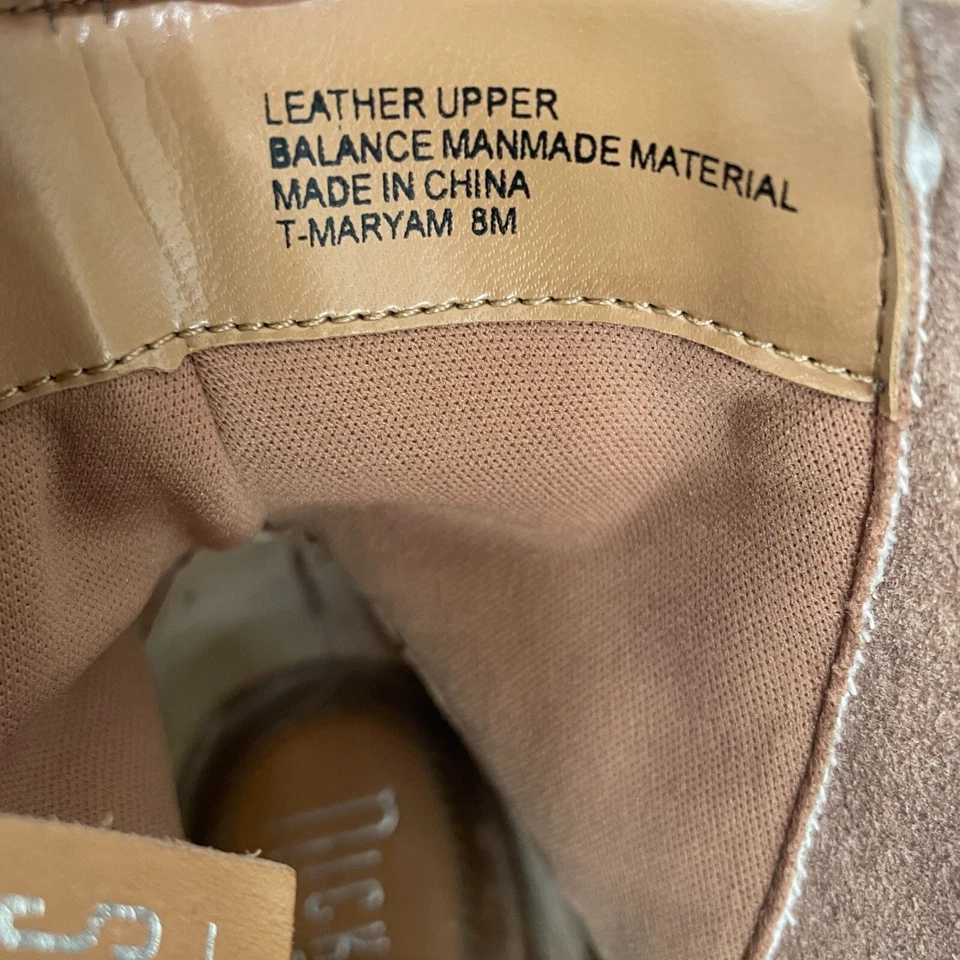 LEATHER UPPER
BALANCE MANMADE MATERIAL
MADE IN CHINA
T-MARYAM 8M